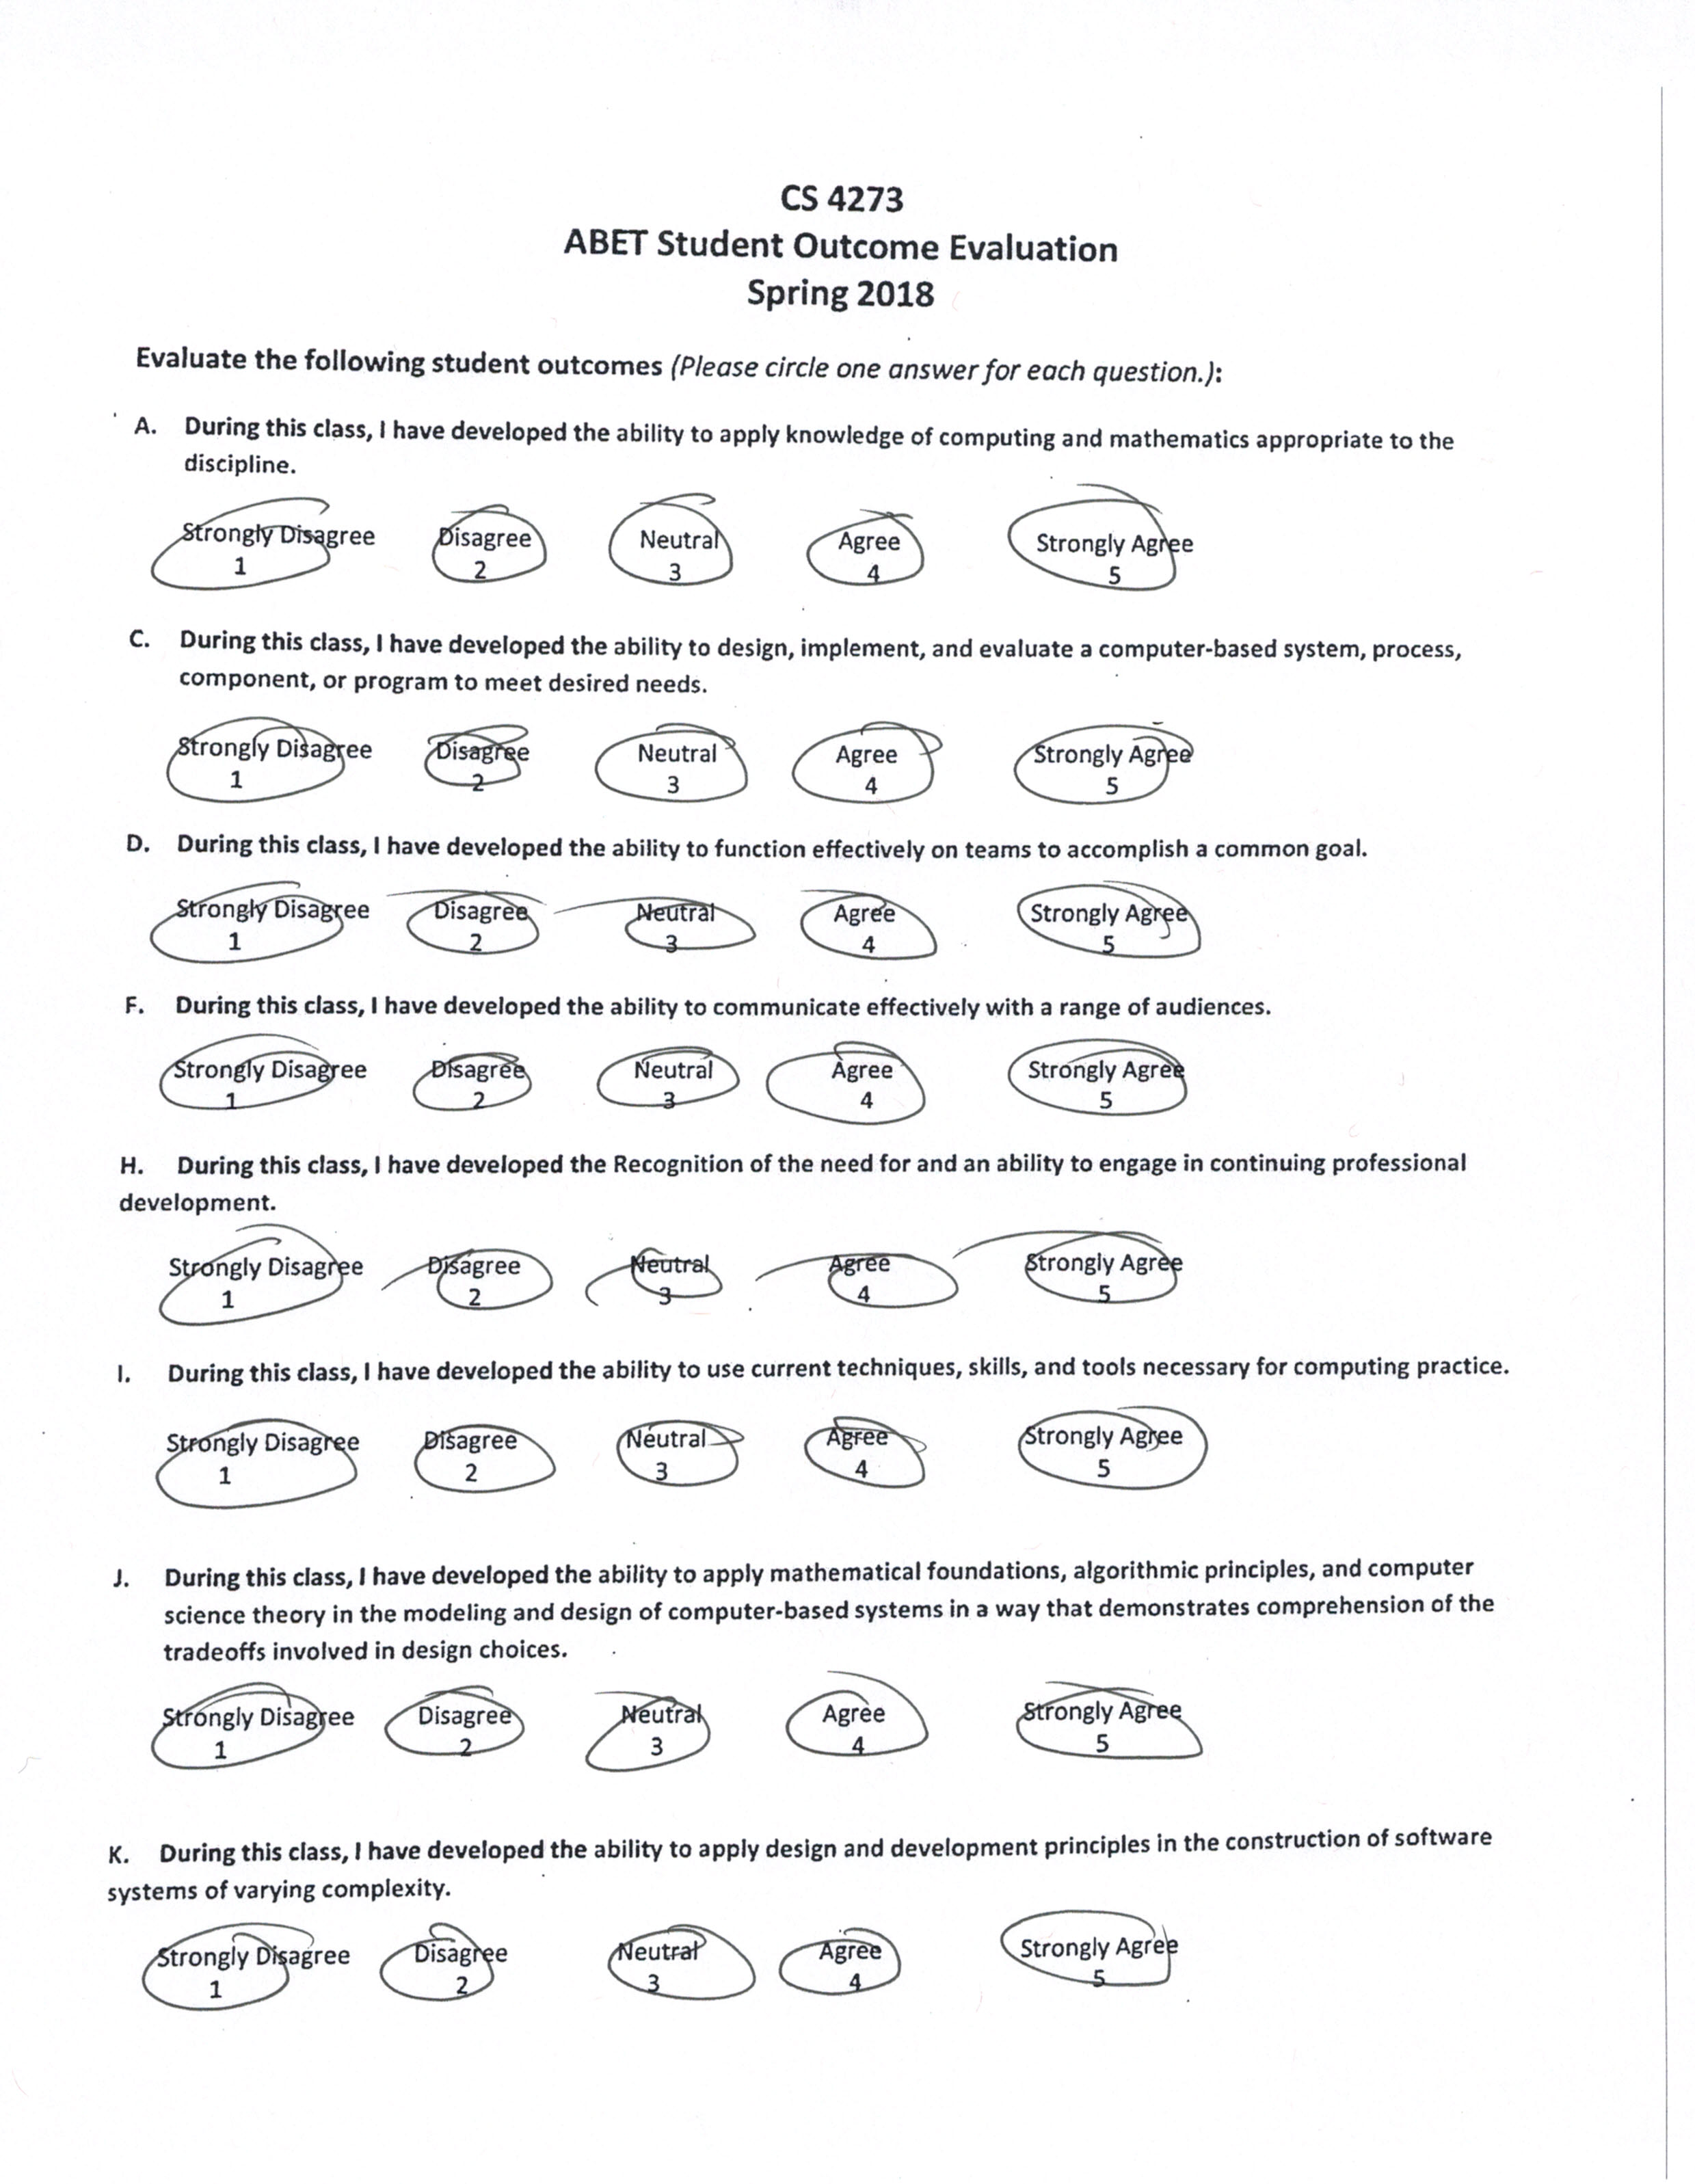 CS 4273
ABET Student Outcome Evaluation
Spring 2018
Evaluate the following student outcomes (Please circle one answer for each question.):
A. During this class, I have developed the ability to apply knowledge of computing and mathematics appropriate to the
discipline.
Strongly Disagree Disagree Neutral Agree Strongly Agree
1 2 3 4 5
C. During this class, I have developed the ability to design, implement, and evaluate a computer-based system, process,
component, or program to meet desired needs.
Strongly Disagree Disagree Neutral Agree Strongly Agree
1 2 3 4 5
D. During this class, I have developed the ability to function effectively on teams to accomplish a common goal.
Strongly Disagree Disagree Neutral Agree Strongly Agree
1 2 3 4 5
F. During this class, I have developed the ability to communicate effectively with a range of audiences.
Strongly Disagree Disagree Neutral Agree Strongly Agree
1 2 3 4 5
H. During this class, I have developed the Recognition of the need for and an ability to engage in continuing professional
development.
Strongly Disagree Disagree Neutral Agree Strongly Agree
1 2 3 4 5
I. During this class, I have developed the ability to use current techniques, skills, and tools necessary for computing practice.
Strongly Disagree Disagree Neutral Agree Strongly Agree
1 2 3 4 5
J. During this class, I have developed the ability to apply mathematical foundations, algorithmic principles, and computer
science theory in the modeling and design of computer-based systems in a way that demonstrates comprehension of the
tradeoffs involved in design choices.
Strongly Disagree Disagree Neutral Agree Strongly Agree
1 2 3 4 5
K. During this class, I have developed the ability to apply design and development principles in the construction of software
systems of varying complexity.
Strongly Disagree Disagree Neutral Agree Strongly Agree
1 2 3 4 5